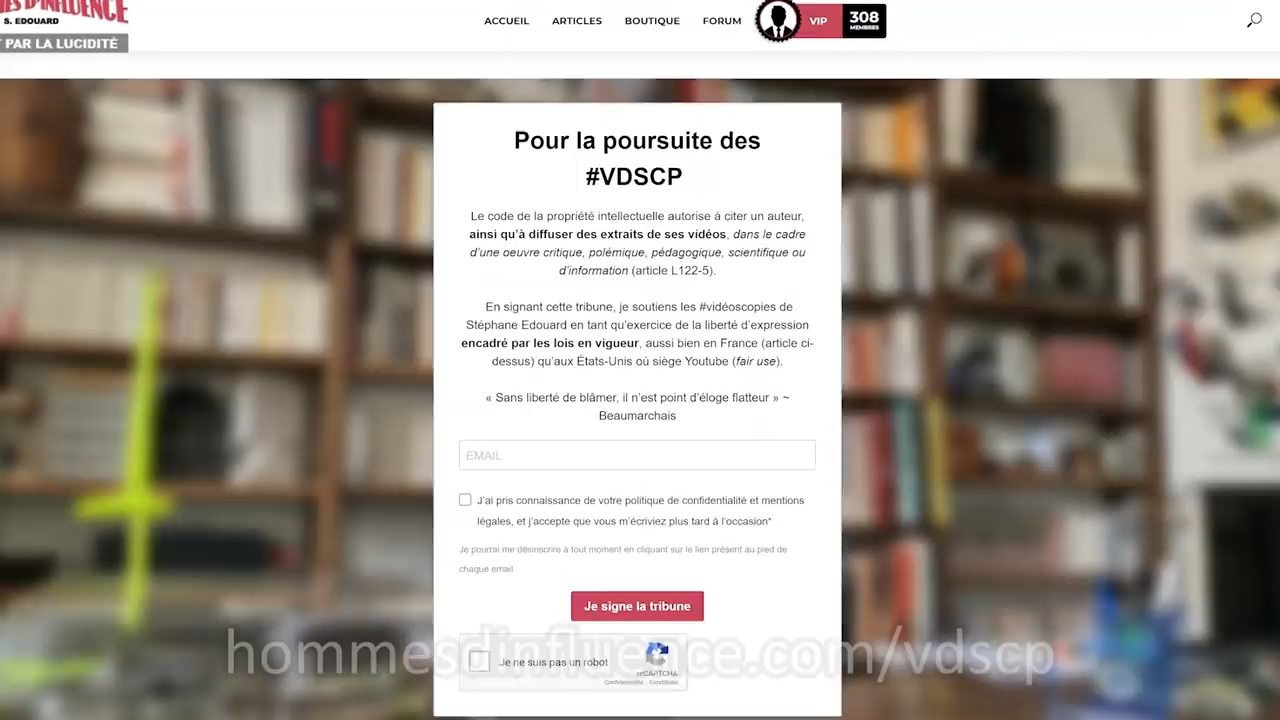 S. EDOUARD
PAR LA LUCIDITÉ
ACCUEIL ARTICLES BOUTIQUE FORUM VIP 308
MEMBRES
Pour la poursuite des
#VDSCP
Le code de la propriété intellectuelle autorise à citer un auteur,
ainsi qu'à diffuser des extraits de ses vidéos, dans le cadre
d'une oeuvre critique, polémique, pédagogique, scientifique ou
d'information (article L122-5).
En signant cette tribune, je soutiens les #vidéoscopies de
Stéphane Edouard en tant qu'exercice de la liberté d'expression
encadré par les lois en vigueur, aussi bien en France (article ci-
dessus) qu'aux États-Unis où siège Youtube (fair use).
« Sans liberté de blâmer, il n'est point d'éloge flatteur » ~
Beaumarchais
EMAIL
J'ai pris connaissance de votre politique de confidentialité et mentions
légales, et j'accepte que vous m'écriviez plus tard à l'occasion*
Je pourrai me désinscrire à tout moment en cliquant sur le lien présent au pied de
chaque email
Je signe la tribune
hommesdinfluence.com/vdscp
Je ne suis pas un robot
reCAPTCHA
Confidentialité - Conditions